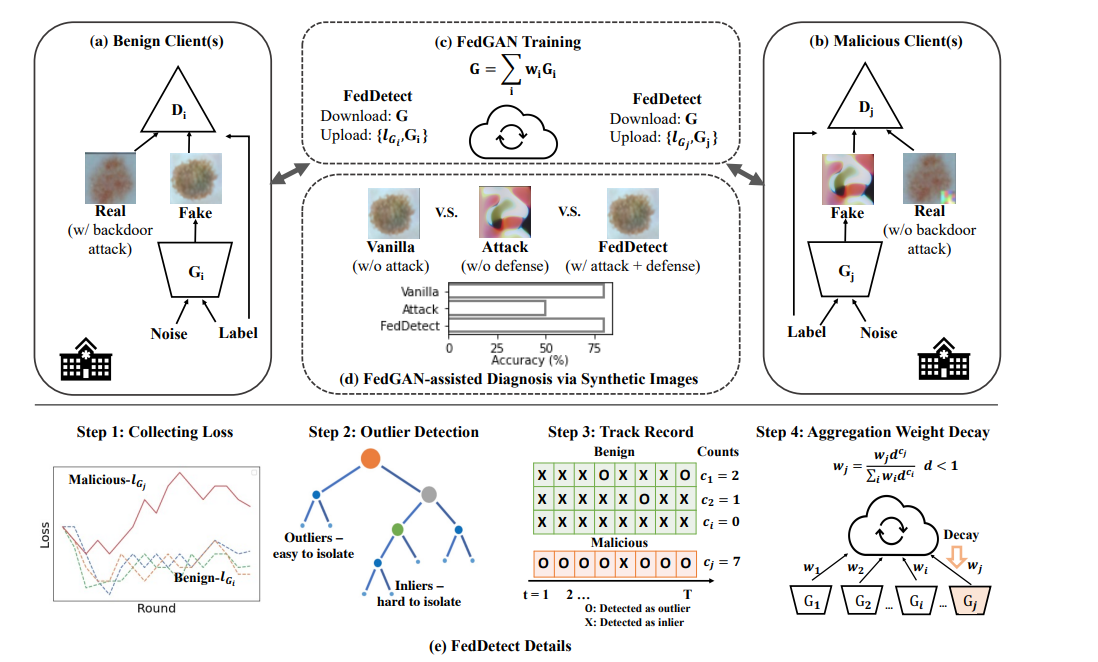 (a) Benign Client(s)
D_i
Real
(w/ backdoor
attack)
Fake
G_i
Noise
Label
(c) FedGAN Training
G = ∑_i w_i G_i
FedDetect
Download: G
Upload: {l_{G_i}, G_i}
FedDetect
Download: G
Upload: {l_{G_j}, G_j}
(b) Malicious Client(s)
D_j
Fake
Real
(w/o backdoor
attack)
G_j
Label
Noise
V.S.
V.S.
Vanilla
(w/o attack)
Attack
(w/o defense)
FedDetect
(w/ attack + defense)
Vanilla
Attack
FedDetect
0 25 50 75
Accuracy (%)
(d) FedGAN-assisted Diagnosis via Synthetic Images
Step 1: Collecting Loss
Malicious-l_{G_j}
Loss
Benign-l_{G_i}
Round
Step 2: Outlier Detection
Outliers –
easy to isolate
Inliers –
hard to isolate
Step 3: Track Record
Benign Counts
X X X O X X X O c_1 = 2
X X X X X O X X c_2 = 1
X X X X X X X X c_i = 0
Malicious
O O O O X O O O c_j = 7
t = 1 2 ... T
O: Detected as outlier
X: Detected as inlier
Step 4: Aggregation Weight Decay
w_j = w_j d^{c_j} / ∑_i w_i d^{c_i} d < 1
Decay
w_1 w_2 w_i w_j
G_1 G_2 ... G_i ... G_j
(e) FedDetect Details